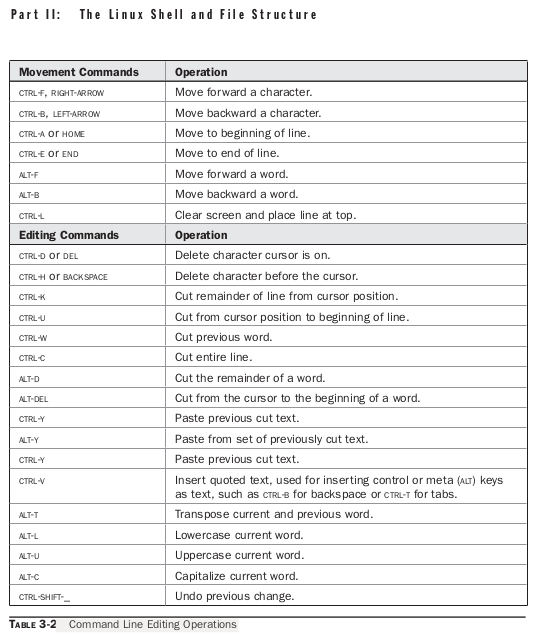 Part II: The Linux Shell and File Structure
Movement Commands Operation
CTRL-F, RIGHT-ARROW Move forward a character.
CTRL-B, LEFT-ARROW Move backward a character.
CTRL-A or HOME Move to beginning of line.
CTRL-E or END Move to end of line.
ALT-F Move forward a word.
ALT-B Move backward a word.
CTRL-L Clear screen and place line at top.
Editing Commands Operation
CTRL-D or DEL Delete character cursor is on.
CTRL-H or BACKSPACE Delete character before the cursor.
CTRL-K Cut remainder of line from cursor position.
CTRL-U Cut from cursor position to beginning of line.
CTRL-W Cut previous word.
CTRL-C Cut entire line.
ALT-D Cut the remainder of a word.
ALT-DEL Cut from the cursor to the beginning of a word.
CTRL-Y Paste previous cut text.
ALT-Y Paste from set of previously cut text.
CTRL-Y Paste previous cut text.
CTRL-V Insert quoted text, used for inserting control or meta (ALT) keys
as text, such as CTRL-B for backspace or CTRL-T for tabs.
ALT-T Transpose current and previous word.
ALT-L Lowercase current word.
ALT-U Uppercase current word.
ALT-C Capitalize current word.
CTRL-SHIFT-_ Undo previous change.
TABLE 3-2 Command Line Editing Operations